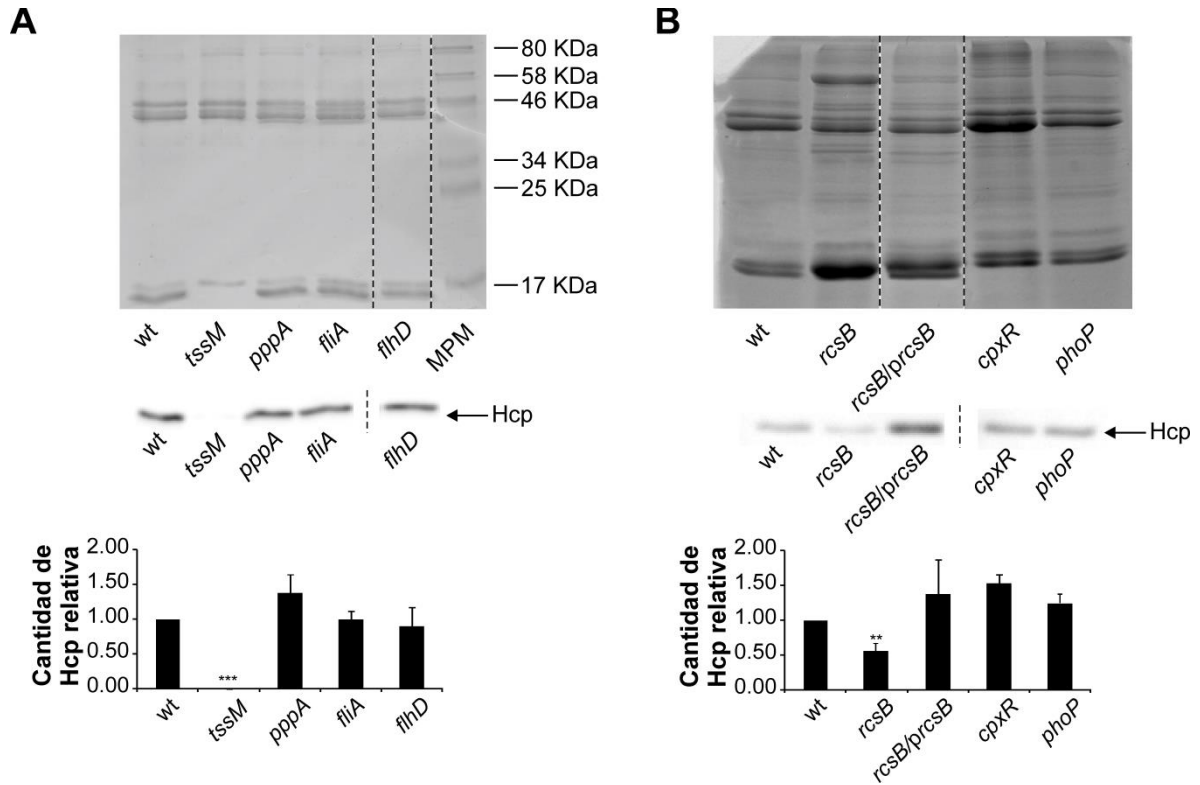 A
80 KDa
58 KDa
46 KDa
34 KDa
25 KDa
17 KDa
wt tssM pppA fliA flhD MPM
Hcp
wt tssM pppA fliA flhD
Cantidad de
Hcp relativa
2.00
1.50
1.00
0.50
0.00
***
wt tssM pppA fliA flhD
B
wt rcsB rcsB/prcsB cpxR phoP
Hcp
wt rcsB rcsB/prcsB cpxR phoP
Cantidad de
Hcp relativa
2.00
1.50
1.00
0.50
0.00
**
wt rcsB rcsB/prcsB cpxR phoP